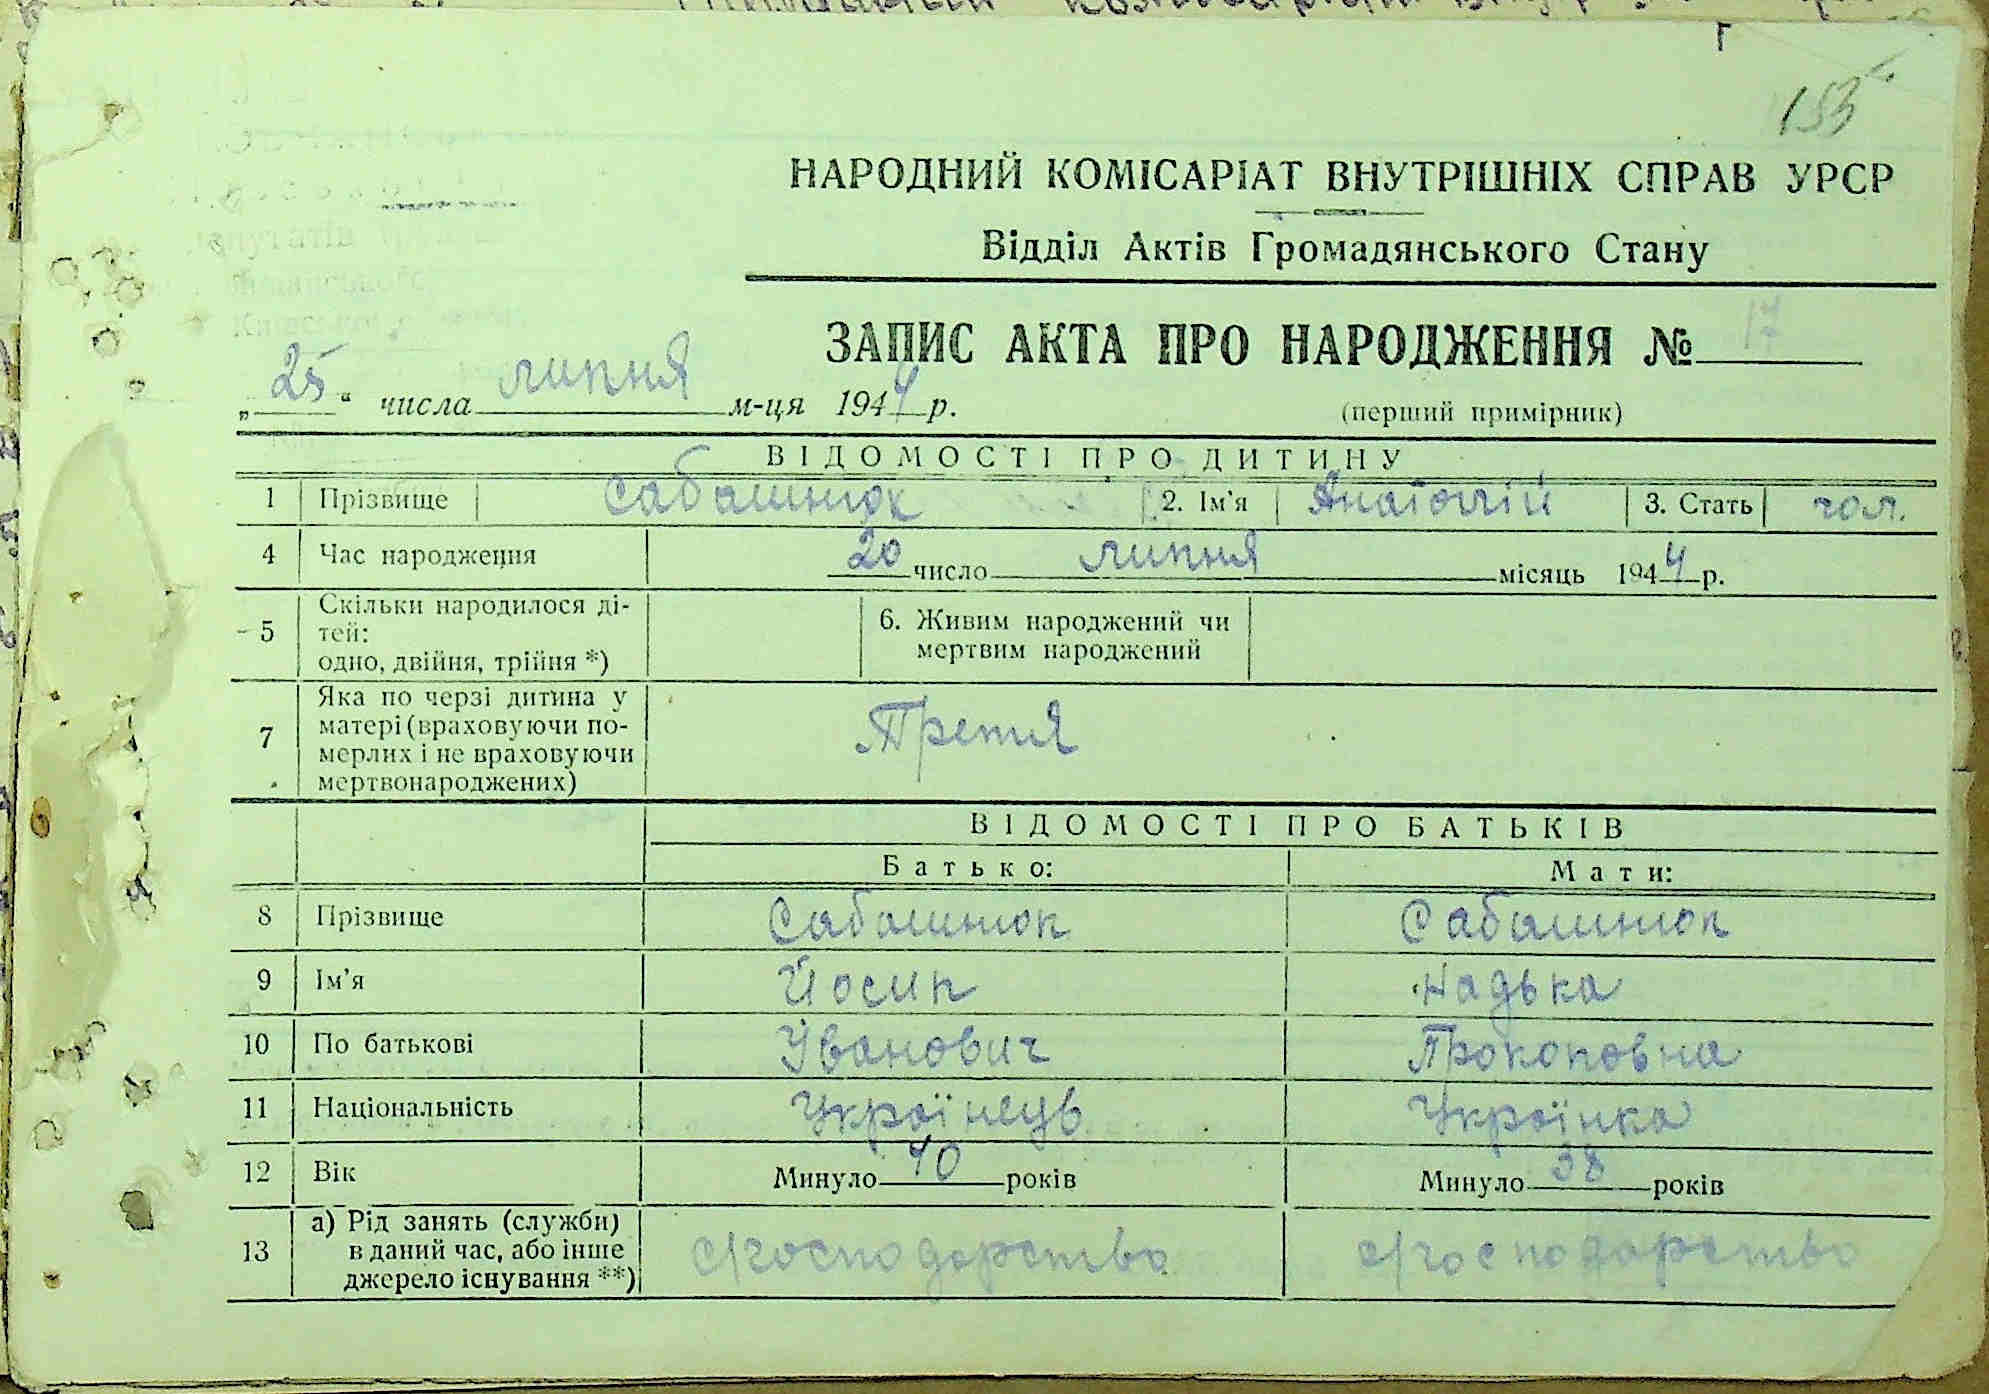 153
НАРОДНИЙ КОМІСАРІАТ ВНУТРІШНІХ СПРАВ УРСР
Відділ Актів Громадянського Стану
ЗАПИС АКТА ПРО НАРОДЖЕННЯ № 17
„25“ числа липня м-ця 1944 р. (перший примірник)
ВІДОМОСТІ ПРО ДИТИНУ
1 Прізвище Сабашнюк 2. Ім'я Анатолій 3. Стать чол.
4 Час народження 20 число липня місяць 1944 р.
5 Скільки народилося ді-
тей:
одно, двійня, трійня *)
6. Живим народжений чи
мертвим народжений
7 Яка по черзі дитина у
матері (враховуючи по-
мерлих і не враховуючи
мертвонароджених)
Третя
ВІДОМОСТІ ПРО БАТЬКІВ
Батько: Мати:
8 Прізвище Сабашнюк Сабашнюк
9 Ім'я Йосип Надька
10 По батькові Іванович Прокоповна
11 Національність Українець Українка
12 Вік Минуло 40 років Минуло 38 років
13 а) Рід занять (служби)
в даний час, або інше
джерело існування **)
с/господарство с/господарство